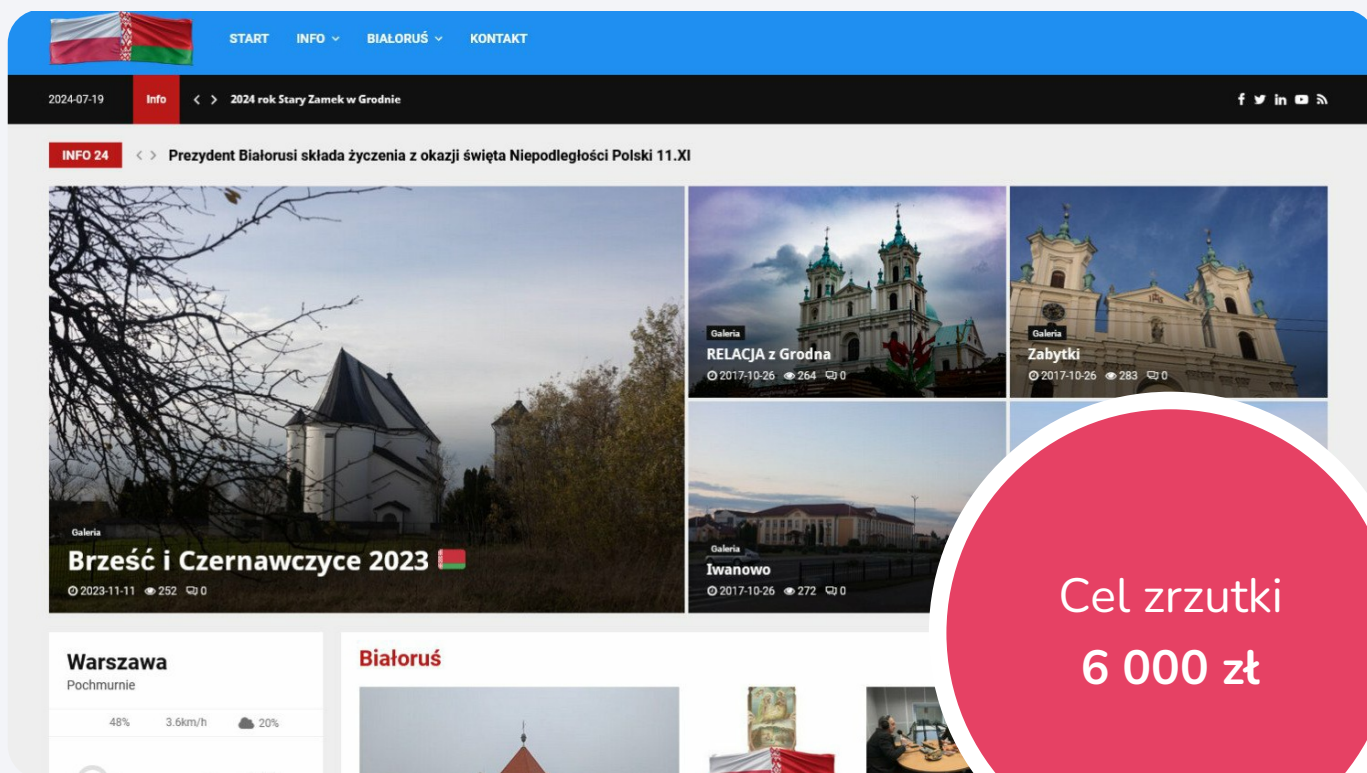 START INFO BIAŁORUŚ KONTAKT
2024-07-19 Info 2024 rok Stary Zamek w Grodnie
INFO 24 Prezydent Białorusi składa życzenia z okazji święta Niepodległości Polski 11.XI
Galeria
Brześć i Czernawczyce 2023
2023-11-11 252 0
Galeria
RELACJA z Grodna
2017-10-26 264 0
Galeria
Zabytki
2017-10-26 283 0
Galeria
Iwanowo
2017-10-26 272 0
Cel zrzutki
6 000 zł
Warszawa
Pochmurnie
48% 3.6km/h 20%
Białoruś